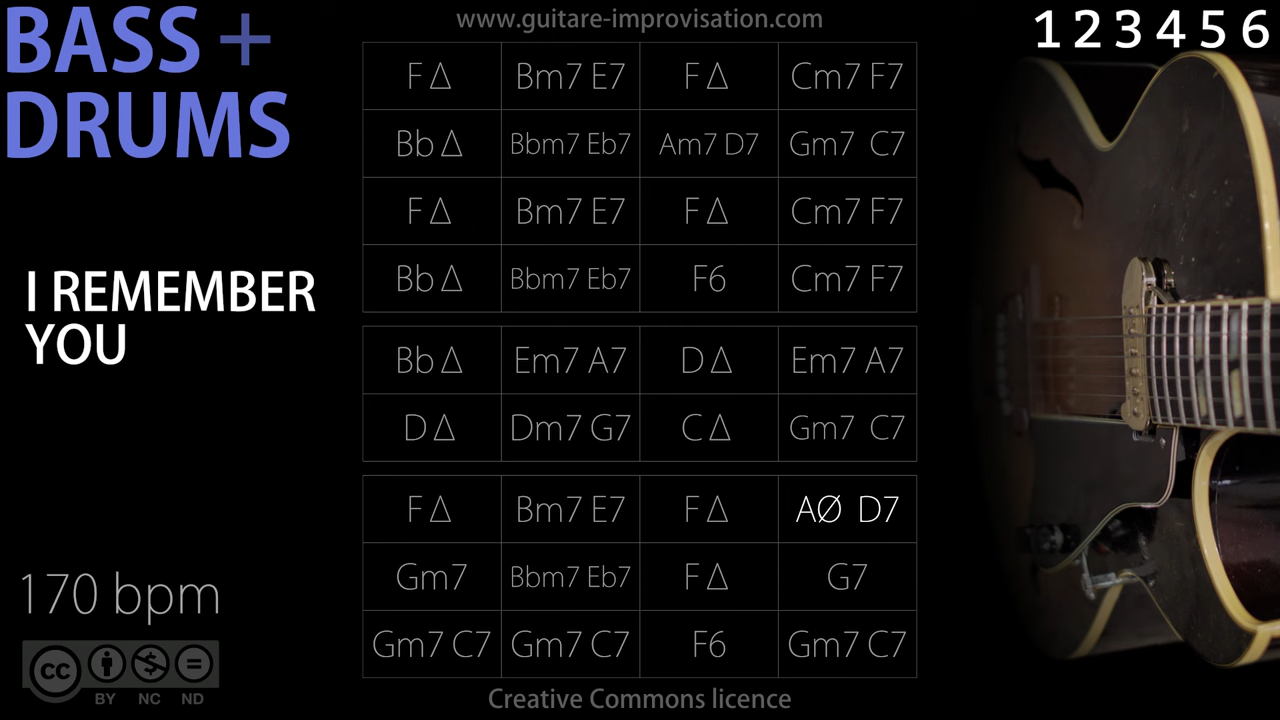 www.guitare-improvisation.com
BASS +
DRUMS
1 2 3 4 5 6
I REMEMBER
YOU
F Δ Bm7 E7 F Δ Cm7 F7
Bb Δ Bbm7 Eb7 Am7 D7 Gm7 C7
F Δ Bm7 E7 F Δ Cm7 F7
Bb Δ Bbm7 Eb7 F6 Cm7 F7
Bb Δ Em7 A7 D Δ Em7 A7
D Δ Dm7 G7 C Δ Gm7 C7
F Δ Bm7 E7 F Δ AØ D7
Gm7 Bbm7 Eb7 F Δ G7
Gm7 C7 Gm7 C7 F6 Gm7 C7
170 bpm
cc
BY NC ND
Creative Commons licence